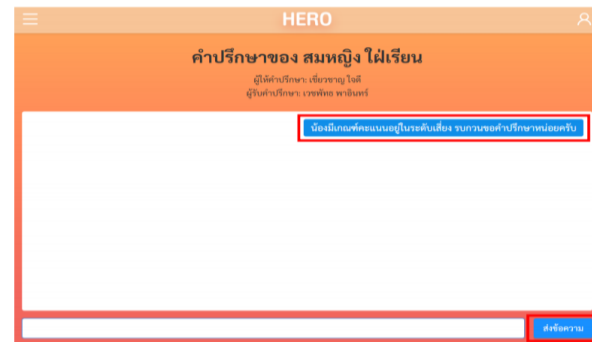 HERO
คำปรึกษาของ สมหญิง ใฝ่เรียน
ผู้ให้คำปรึกษา: เชี่ยวชาญ ใจดี
ผู้รับคำปรึกษา: เวชพัทธ พาอินทร์
น้องมีเกณฑ์คะแนนอยู่ในระดับเสี่ยง รบกวนขอคำปรึกษาหน่อยครับ
ส่งข้อความ